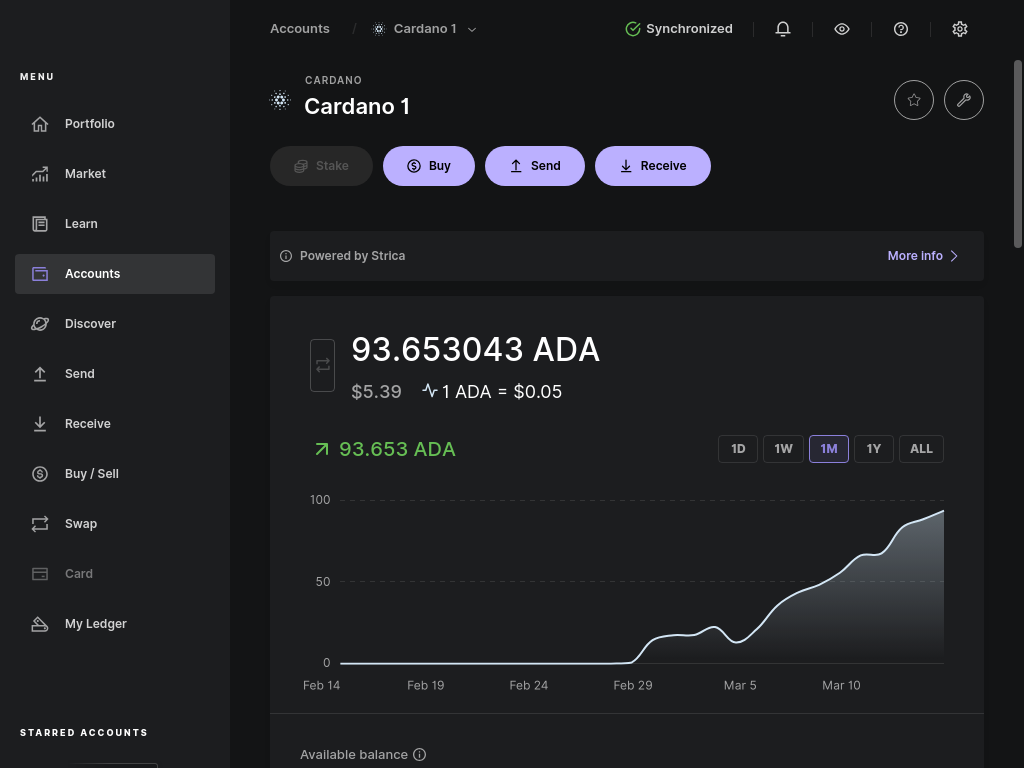 Accounts / Cardano 1
Synchronized
MENU
Portfolio
Market
Learn
Accounts
Discover
Send
Receive
Buy / Sell
Swap
Card
My Ledger
STARRED ACCOUNTS
CARDANO
Cardano 1
Stake
Buy
Send
Receive
Powered by Strica
More info
93.653043 ADA
$5.39 1 ADA = $0.05
93.653 ADA
1D 1W 1M 1Y ALL
100
50
0
Feb 14 Feb 19 Feb 24 Feb 29 Mar 5 Mar 10
Available balance